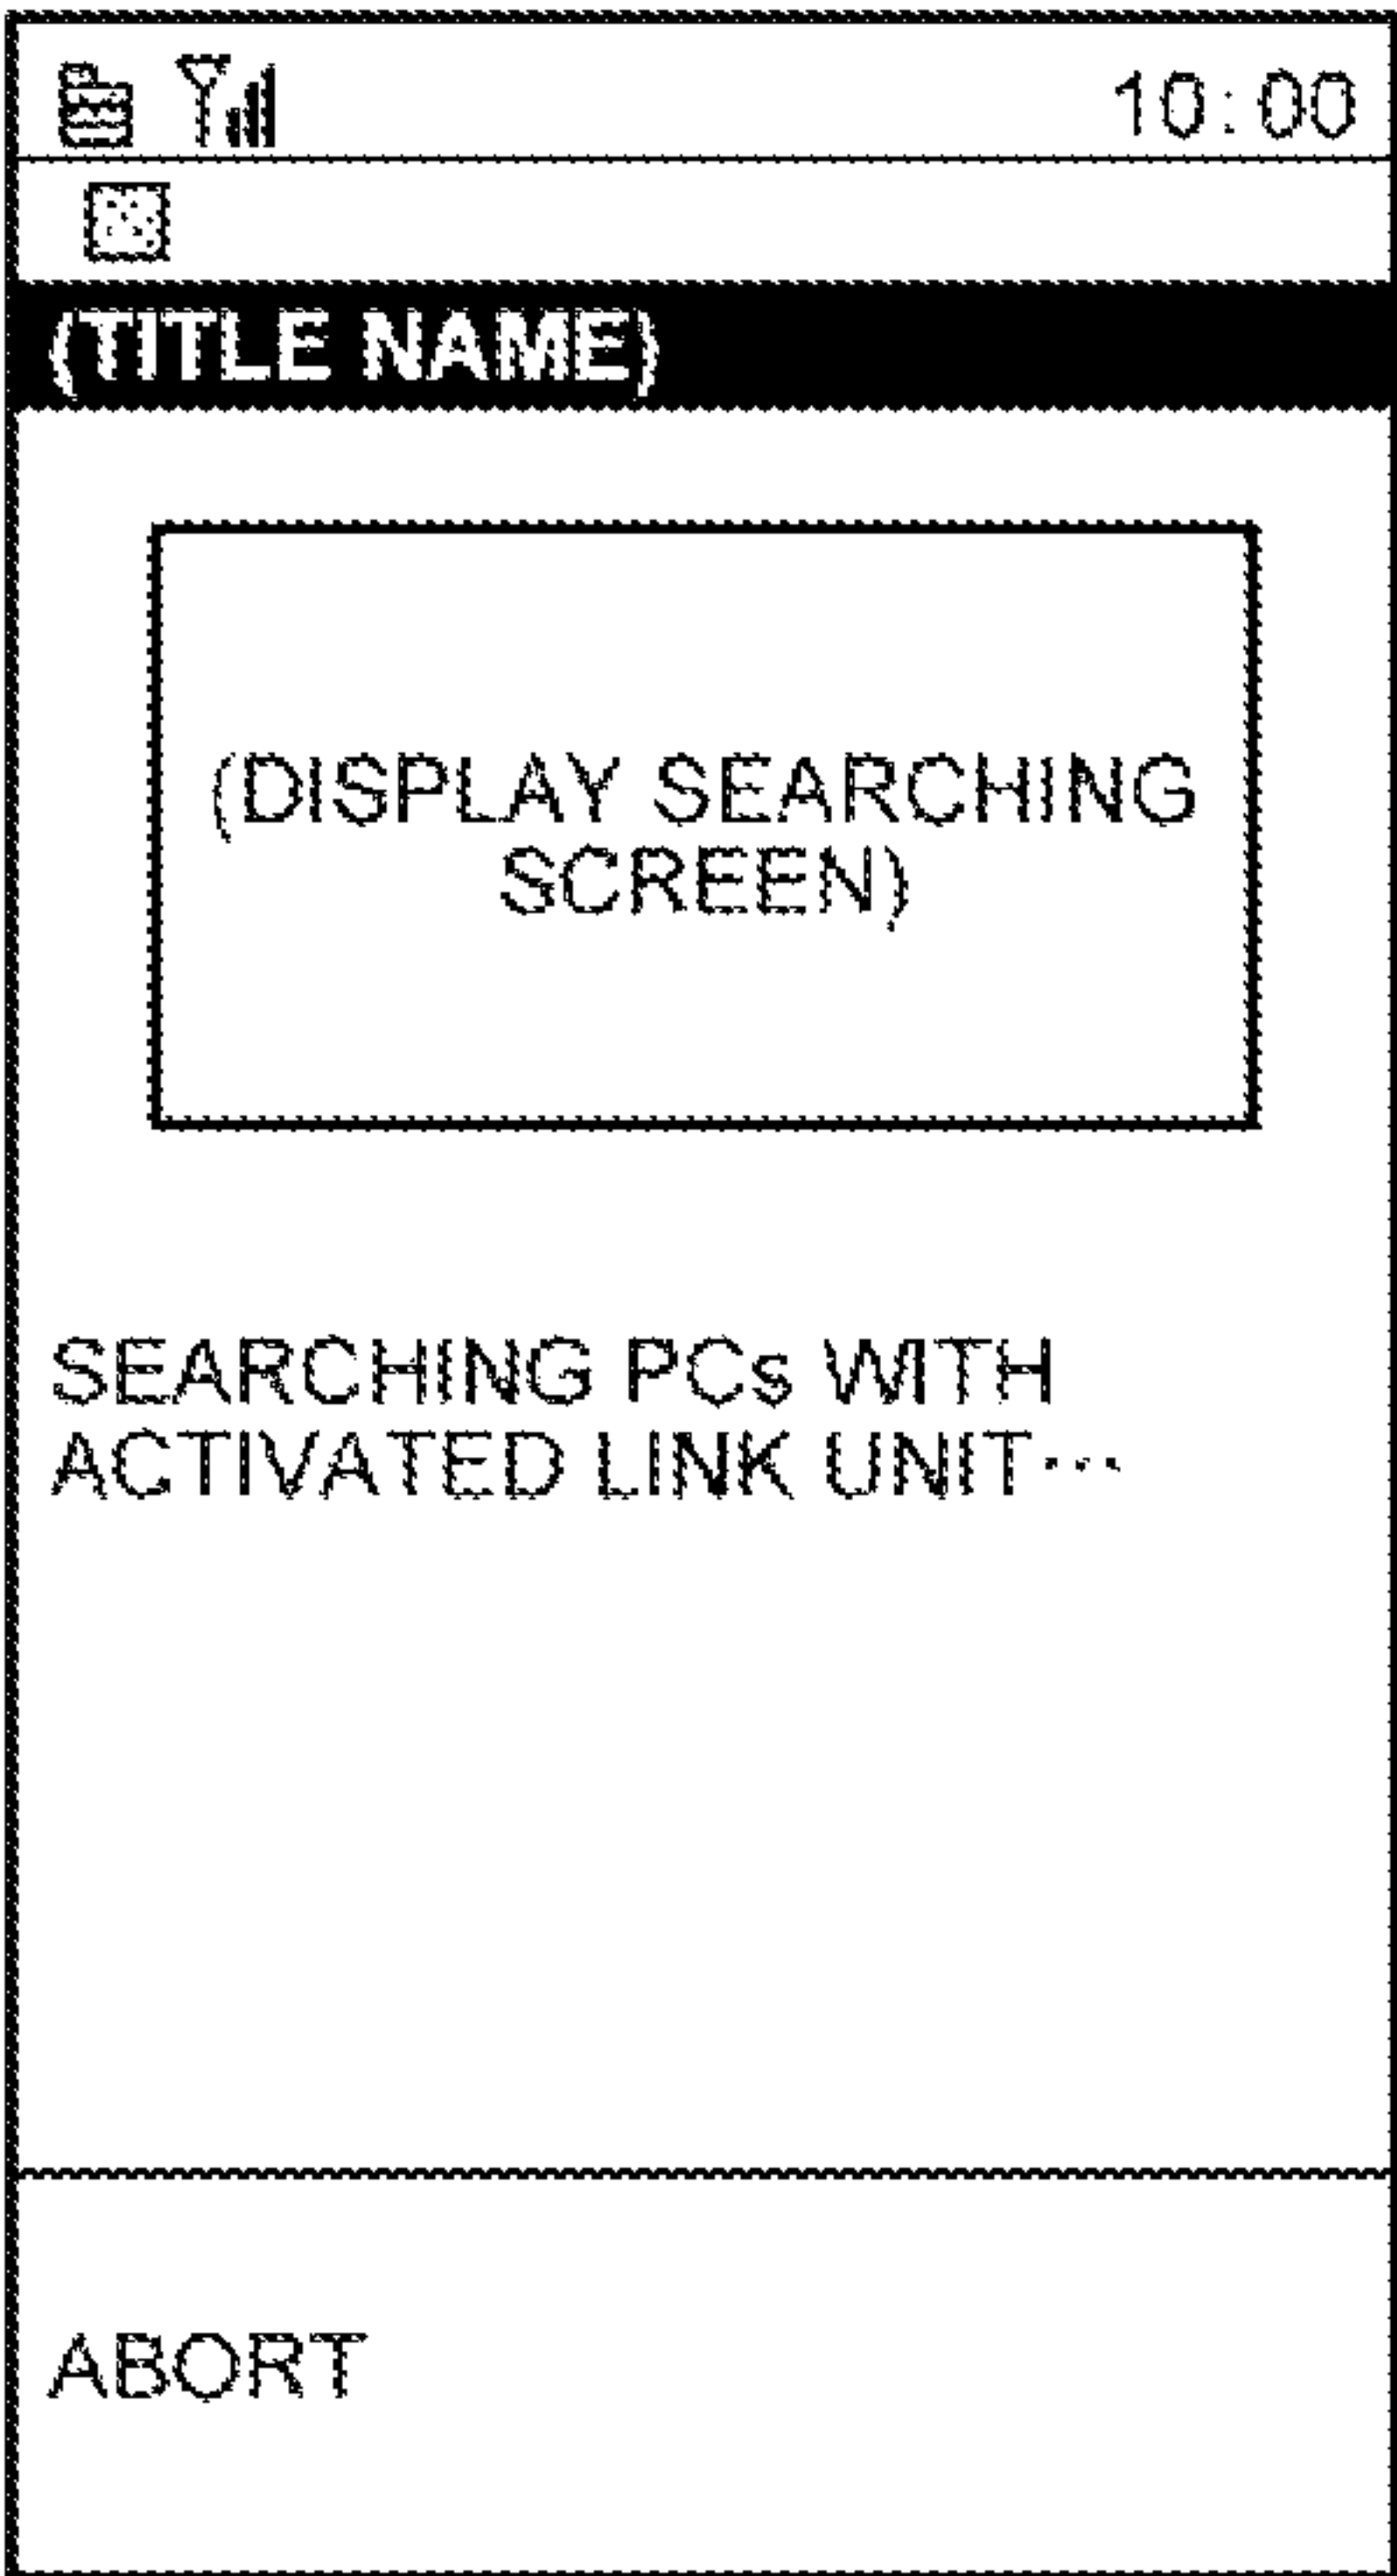 10:00
(TITLE NAME)
(DISPLAY SEARCHING
SCREEN)
SEARCHING PCs WITH
ACTIVATED LINK UNIT···
ABORT